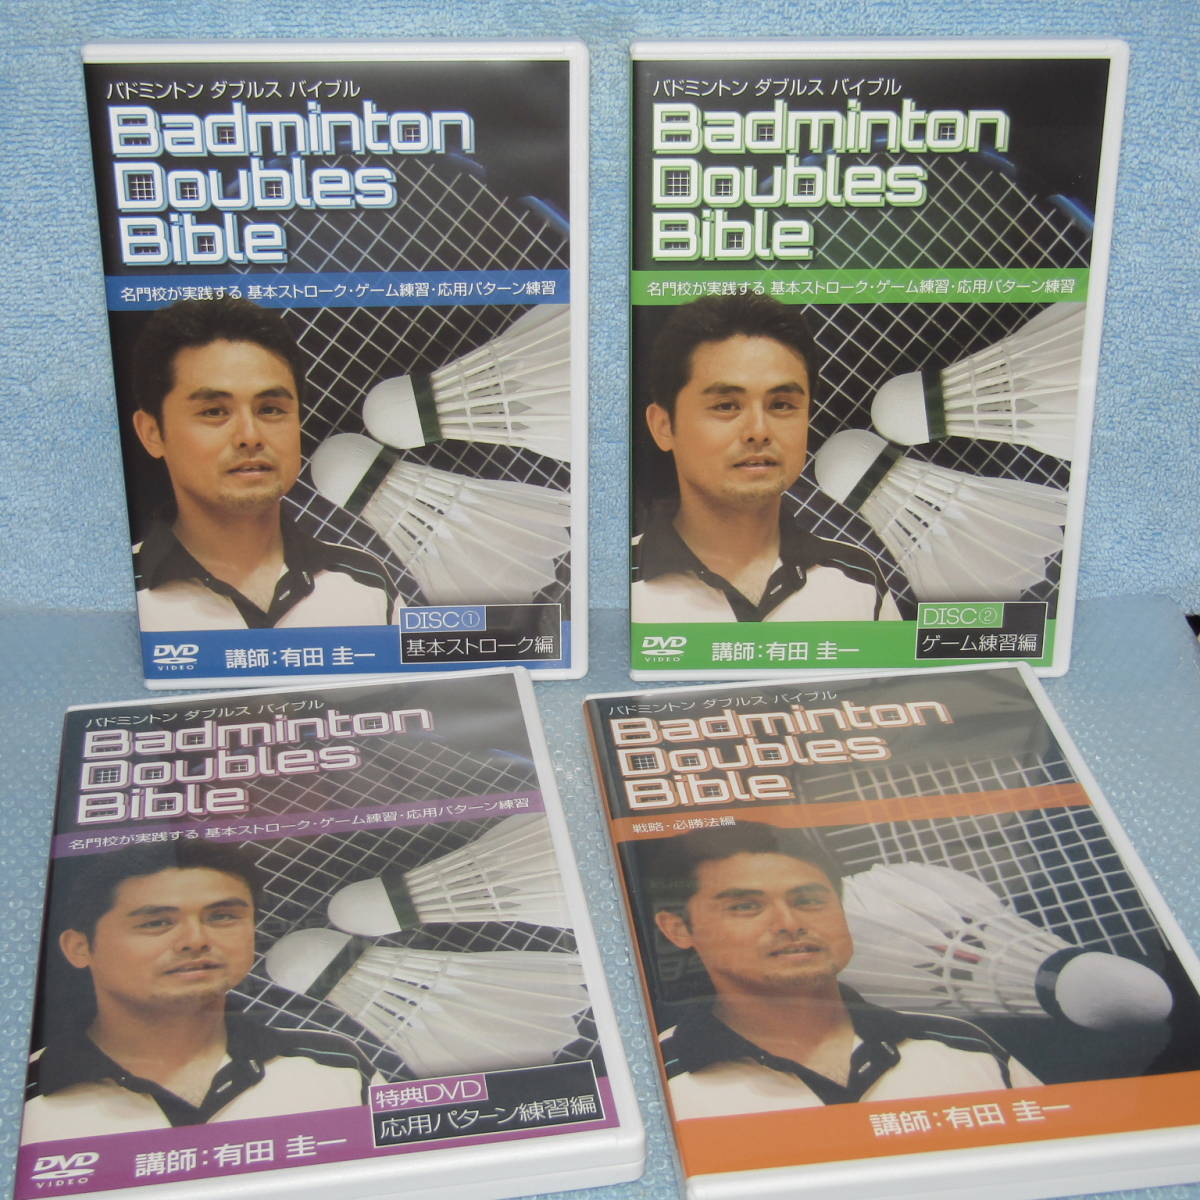 バドミントン ダブルス バイブル
Badminton
Doubles
Bible
名門校が実践する 基本ストローク・ゲーム練習・応用パターン練習
DISC①
基本ストローク編
DVD
VIDEO
講師：有田 圭一
バドミントン ダブルス バイブル
Badminton
Doubles
Bible
名門校が実践する 基本ストローク・ゲーム練習・応用パターン練習
DISC②
ゲーム練習編
DVD
VIDEO
講師：有田 圭一
バドミントン ダブルス バイブル
Badminton
Doubles
Bible
名門校が実践する 基本ストローク・ゲーム練習・応用パターン練習
特典DVD
応用パターン練習編
DVD
VIDEO
講師：有田 圭一
バドミントン ダブルス バイブル
Badminton
Doubles
Bible
戦略・必勝法編
講師：有田 圭一